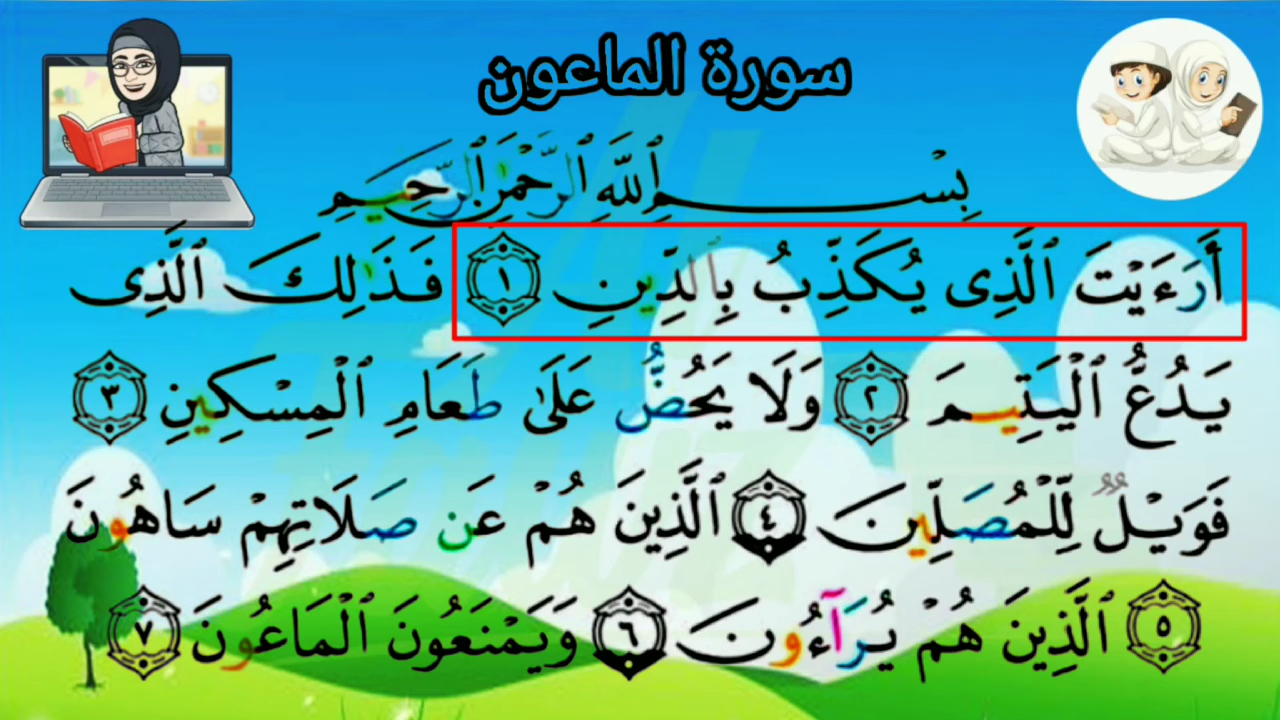 سورة الماعون
بِسْمِ ٱللَّهِ ٱلرَّحْمَٰنِ ٱلرَّحِيمِ
أَرَءَيْتَ ٱلَّذِى يُكَذِّبُ بِٱلدِّينِ ١ فَذَٰلِكَ ٱلَّذِى
يَدُعُّ ٱلْيَتِيمَ ٢ وَلَا يَحُضُّ عَلَىٰ طَعَامِ ٱلْمِسْكِينِ ٣
فَوَيْلٌ لِّلْمُصَلِّينَ ٤ ٱلَّذِينَ هُمْ عَن صَلَاتِهِمْ سَاهُونَ
٥ ٱلَّذِينَ هُمْ يُرَآءُونَ ٦ وَيَمْنَعُونَ ٱلْمَاعُونَ ٧